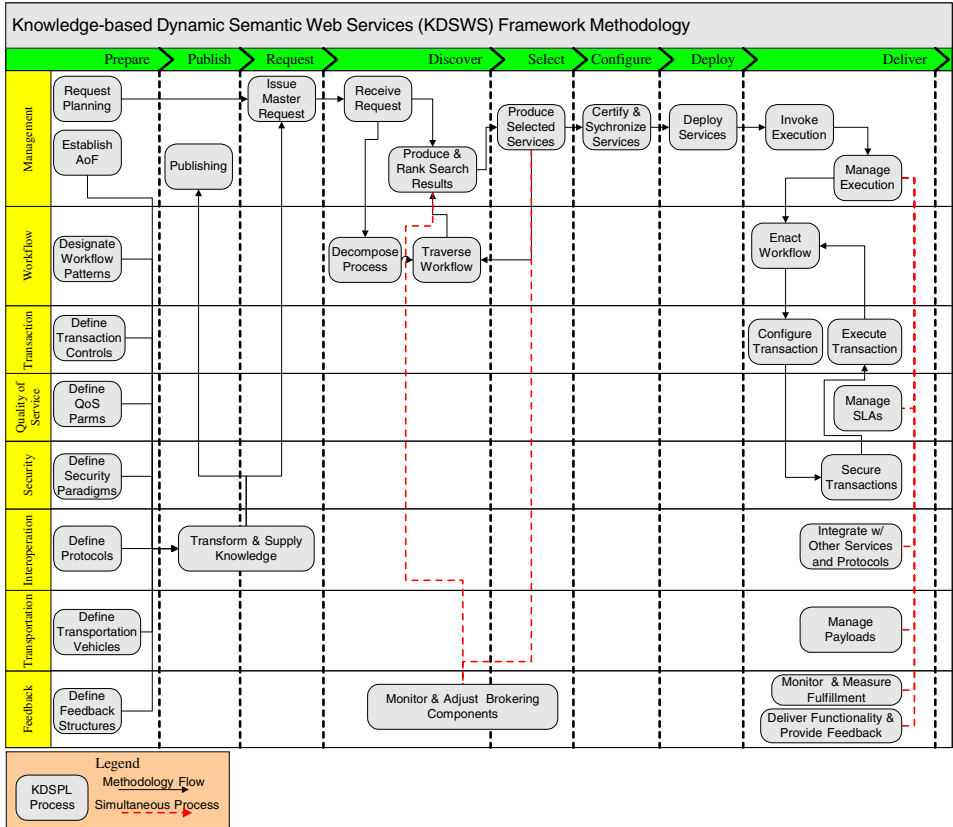 Knowledge-based Dynamic Semantic Web Services (KDSWS) Framework Methodology
Prepare
Publish
Request
Discover
Select
Configure
Deploy
Deliver
Management
Request
Planning
Establish
AoF
Publishing
Issue
Master
Request
Receive
Request
Produce &
Rank Search
Results
Produce
Selected
Services
Certify &
Sychronize
Services
Deploy
Services
Invoke
Execution
Manage
Execution
Workflow
Designate
Workflow
Patterns
Decompose
Process
Traverse
Workflow
Enact
Workflow
Transaction
Define
Transaction
Controls
Configure
Transaction
Execute
Transaction
Quality of
Service
Define
QoS
Parms
Manage
SLAs
Security
Define
Security
Paradigms
Secure
Transactions
Interoperation
Define
Protocols
Transform & Supply
Knowledge
Integrate w/
Other Services
and Protocols
Transportation
Define
Transportation
Vehicles
Manage
Payloads
Feedback
Define
Feedback
Structures
Monitor & Adjust Brokering
Components
Monitor & Measure
Fulfillment
Deliver Functionality &
Provide Feedback
Legend
KDSPL
Process
Methodology Flow
Simultaneous Process